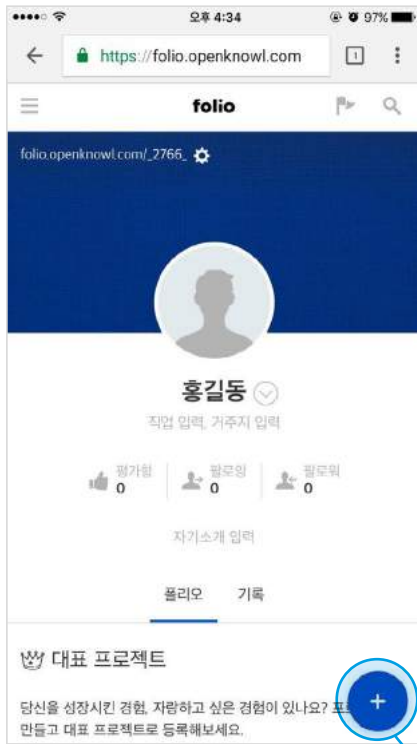 오후 4:34
97%
https://folio.openknowl.com
1
folio
folio.openknowl.com/_2766_
홍길동
직업 입력, 거주지 입력
평가함 팔로잉 팔로워
0 0 0
자기소개 입력
폴리오 기록
대표 프로젝트
당신을 성장시킨 경험, 자랑하고 싶은 경험이 있나요?
만들고 대표 프로젝트로 등록해보세요.
+